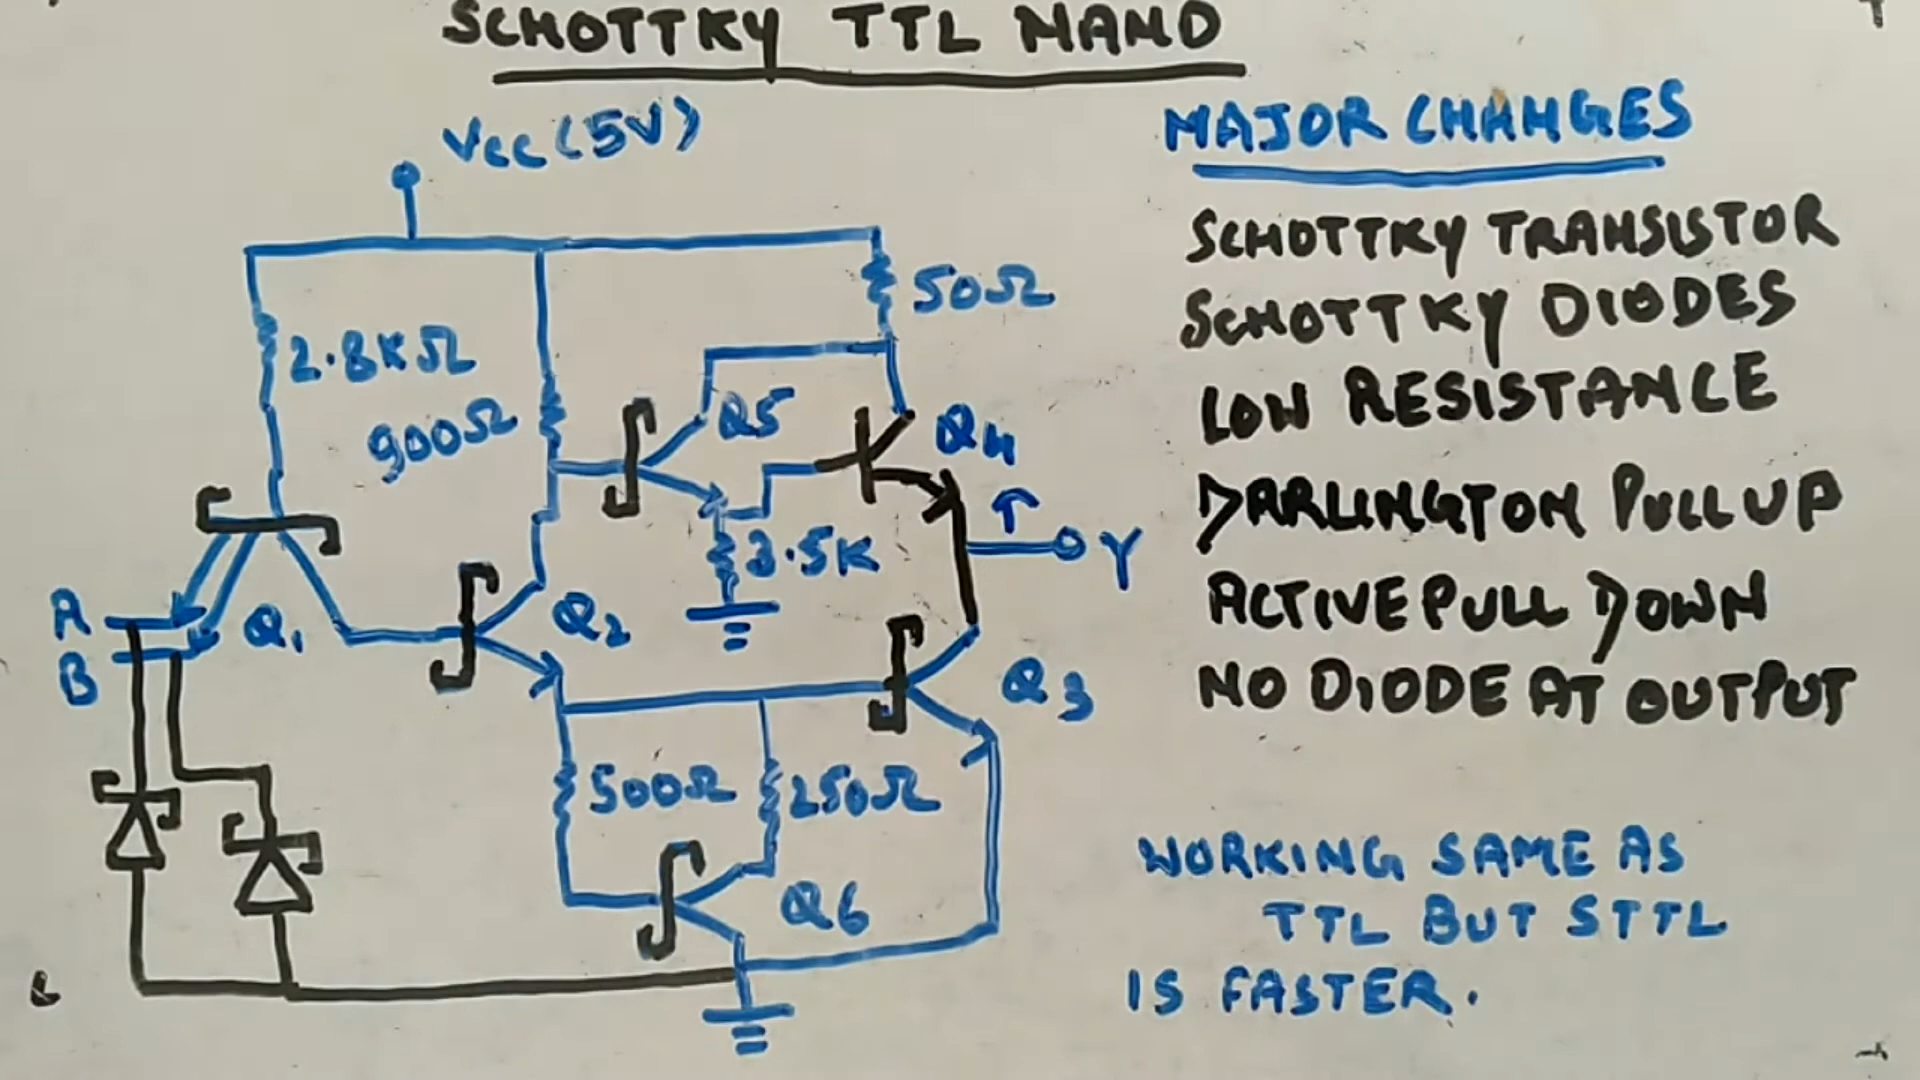 SCHOTTKY TTL NAND
Vcc (5V)
MAJOR CHANGES
SCHOTTKY TRANSISTOR
SCHOTTKY DIODES
LOW RESISTANCE
DARLINGTON PULL UP
ACTIVE PULL DOWN
NO DIODE AT OUTPUT
50Ω
2.8KΩ
900Ω
Q5
Q4
3.5K
Y
A
B
Q1
Q2
Q3
500Ω
250Ω
Q6
WORKING SAME AS
TTL BUT STTL
IS FASTER.